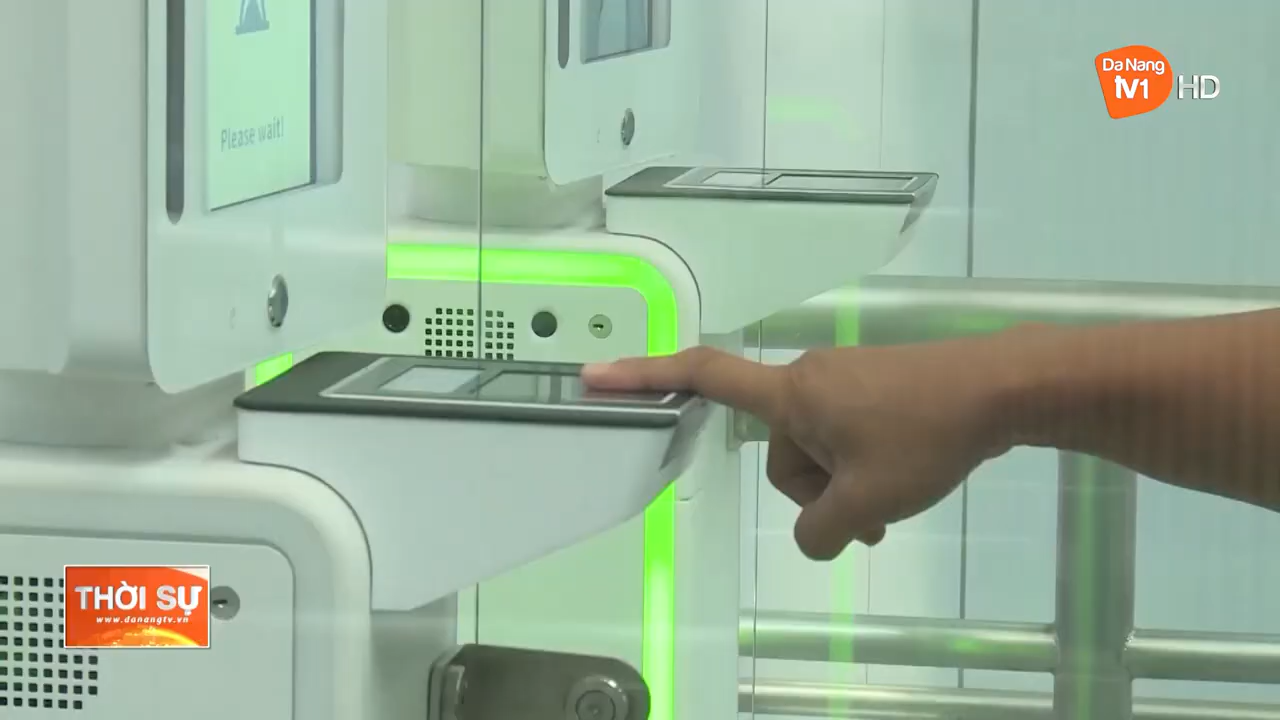 Please wait!
Da Nang
TV1 HD
THỜI SỰ
www.danangtv.vn